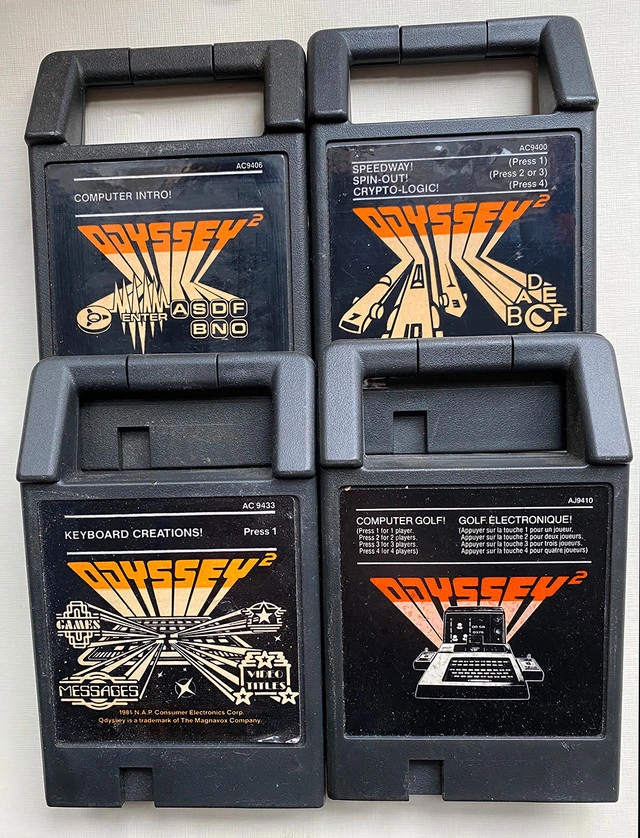 AC9406
COMPUTER INTRO!
ODYSSEY²
ENTER
A S D F
B N O
AC9400
SPEEDWAY! (Press 1)
SPIN-OUT! (Press 2 or 3)
CRYPTO-LOGIC! (Press 4)
ODYSSEY²
D
A E
B C F
AC 9433
KEYBOARD CREATIONS! Press 1
ODYSSEY²
GAMES
MESSAGES
VIDEO
TITLES
1981 N.A.P. Consumer Electronics Corp.
Odyssey is a trademark of The Magnavox Company.
AJ9410
COMPUTER GOLF! GOLF ÉLECTRONIQUE!
(Press 1 for 1 player. (Appuyer sur la touche 1 pour un joueur,
Press 2 for 2 players. Appuyer sur la touche 2 pour deux joueurs,
Press 3 for 3 players. Appuyer sur la touche 3 pour trois joueurs,
Press 4 for 4 players) Appuyer sur la touche 4 pour quatre joueurs)
ODYSSEY²